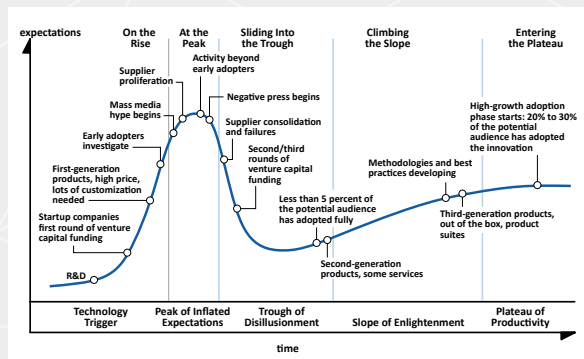 expectations
On the
Rise
At the
Peak
Sliding Into
the Trough
Climbing
the Slope
Entering
the Plateau
Activity beyond
early adopters
Supplier
proliferation
Negative press begins
Mass media
hype begins
High-growth adoption
phase starts: 20% to 30%
of the potential
audience has adopted
the innovation
Supplier consolidation
and failures
Early adopters
investigate
Second/third
rounds of
venture capital
funding
Methodologies and best
practices developing
First-generation
products, high price,
lots of customization
needed
Less than 5 percent of
the potential audience
has adopted fully
Third-generation products,
out of the box, product
suites
Startup companies
first round of venture
capital funding
Second-generation
products, some services
R&D
Technology
Trigger
Peak of Inflated
Expectations
Trough of
Disillusionment
Slope of Enlightenment
Plateau of
Productivity
time